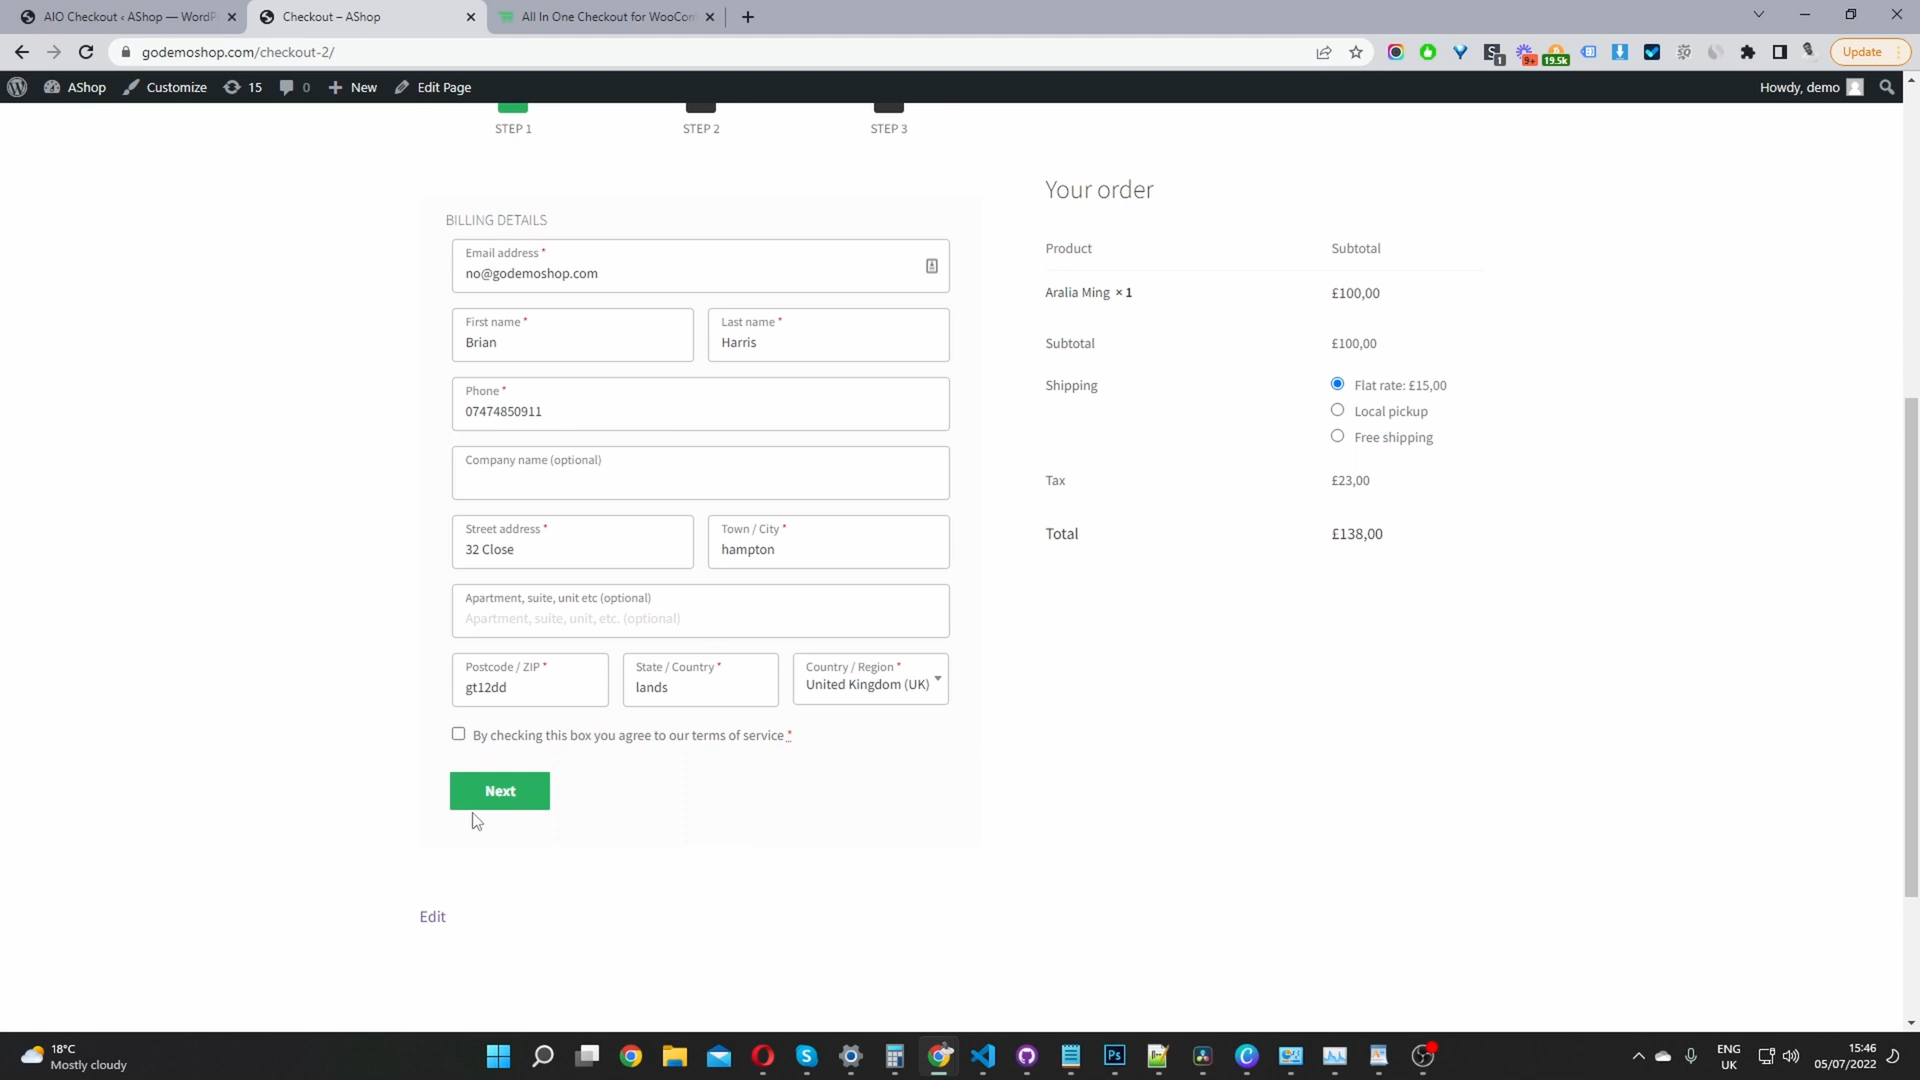 AIO Checkout ‹ AShop — WordP
Checkout – AShop
All In One Checkout for WooCom
godemoshop.com/checkout-2/
1
9+
19.5k
Update
AShop
Customize
15
0
New
Edit Page
Howdy, demo
STEP 1
STEP 2
STEP 3
Your order
BILLING DETAILS
Email address *
no@godemoshop.com
Product
Subtotal
Aralia Ming × 1
£100,00
First name *
Brian
Last name *
Harris
Subtotal
£100,00
Shipping
Flat rate: £15,00
Local pickup
Free shipping
Phone *
07474850911
Company name (optional)
Tax
£23,00
Total
£138,00
Street address *
32 Close
Town / City *
hampton
Apartment, suite, unit etc (optional)
Apartment, suite, unit, etc. (optional)
Postcode / ZIP *
gt12dd
State / Country *
lands
Country / Region *
United Kingdom (UK)
By checking this box you agree to our terms of service *
Next
Edit
18°C
Mostly cloudy
Ps
ENG
UK
15:46
05/07/2022